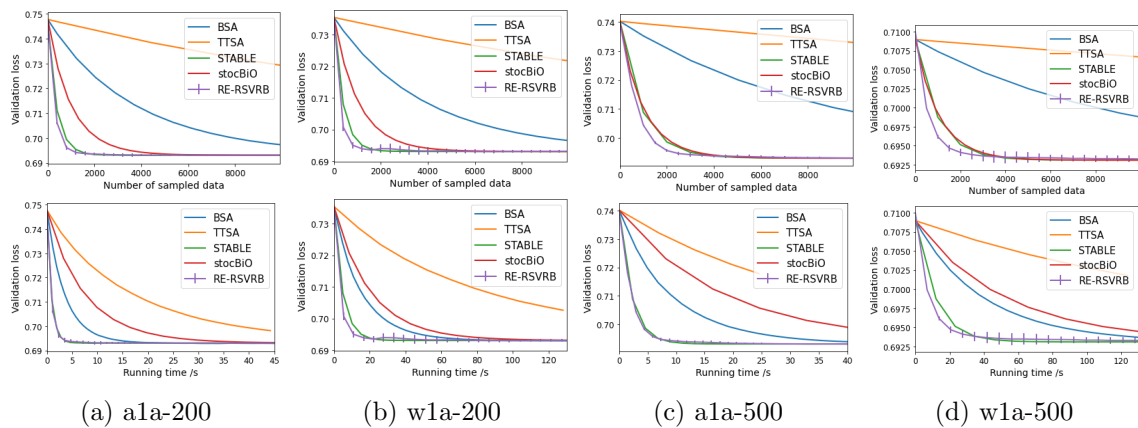 0.75
0.74
0.73
0.72
0.71
0.70
0.69
Validation loss
BSA
TTSA
STABLE
stocBiO
RE-RSVRB
0 2000 4000 6000 8000
Number of sampled data
0.73
0.72
0.71
0.70
0.69
Validation loss
BSA
TTSA
STABLE
stocBiO
RE-RSVRB
0 2000 4000 6000 8000
Number of sampled data
0.74
0.73
0.72
0.71
0.70
Validation loss
BSA
TTSA
STABLE
stocBiO
RE-RSVRB
0 2000 4000 6000 8000
Number of sampled data
0.7100
0.7075
0.7050
0.7025
0.7000
0.6975
0.6950
0.6925
Validation loss
BSA
TTSA
STABLE
stocBiO
RE-RSVRB
0 2000 4000 6000 8000
Number of sampled data
0.75
0.74
0.73
0.72
0.71
0.70
0.69
Validation loss
BSA
TTSA
STABLE
stocBiO
RE-RSVRB
0 5 10 15 20 25 30 35 40 45
Running time /s
0.73
0.72
0.71
0.70
0.69
Validation loss
BSA
TTSA
STABLE
stocBiO
RE-RSVRB
0 20 40 60 80 100 120
Running time /s
0.74
0.73
0.72
0.71
0.70
Validation loss
BSA
TTSA
STABLE
stocBiO
RE-RSVRB
0 5 10 15 20 25 30 35 40
Running time /s
0.7100
0.7075
0.7050
0.7025
0.7000
0.6975
0.6950
0.6925
Validation loss
BSA
TTSA
STABLE
stocBiO
RE-RSVRB
0 20 40 60 80 100 120
Running time /s
(a) a1a-200
(b) w1a-200
(c) a1a-500
(d) w1a-500